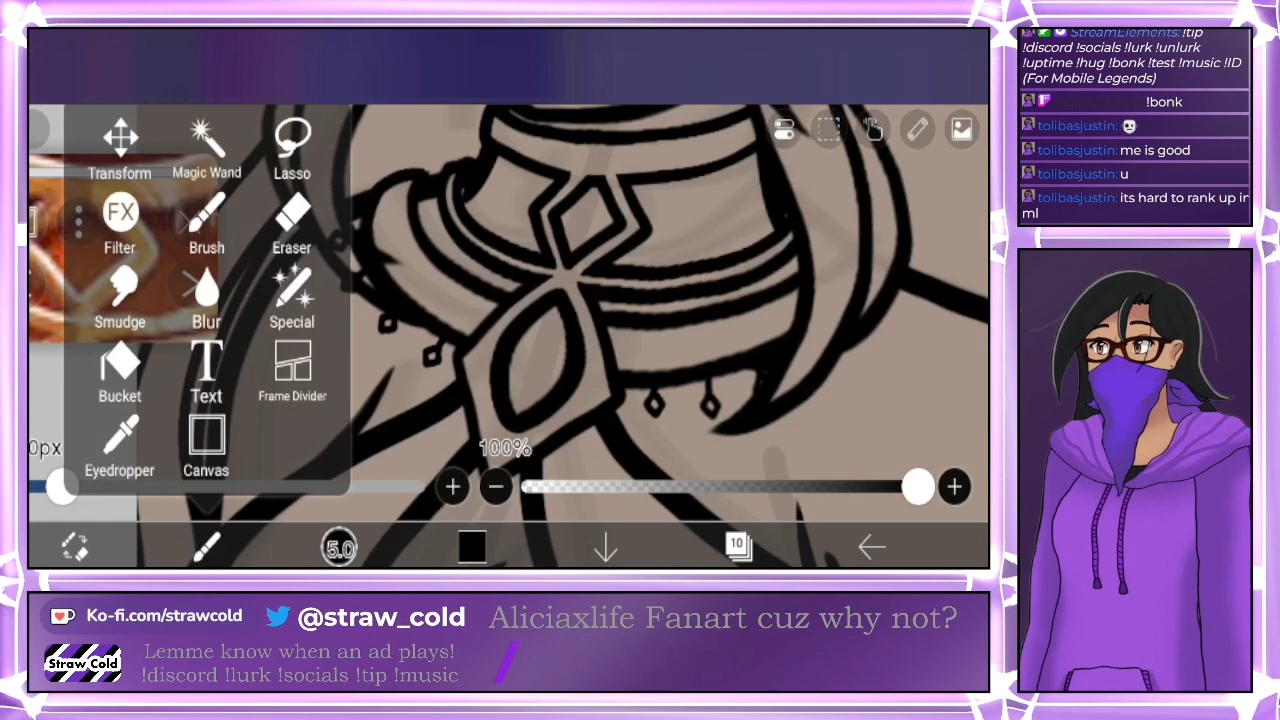 Transform
Magic Wand
Lasso
FX
Filter
Brush
Eraser
Smudge
Blur
Special
T
Bucket
Text
Frame Divider
Eyedropper
Canvas
0px
100%
5.0
10
StreamElements: !tip
!discord !socials !lurk !unlurk
!uptime !hug !bonk !test !music !ID
(For Mobile Legends)
!bonk
tolibasjustin:
tolibasjustin: me is good
tolibasjustin: u
tolibasjustin: its hard to rank up in
ml
Ko-fi.com/strawcold
@straw_cold
Aliciaxlife Fanart cuz why not?
Straw Cold
Lemme know when an ad plays!
!discord !lurk !socials !tip !music